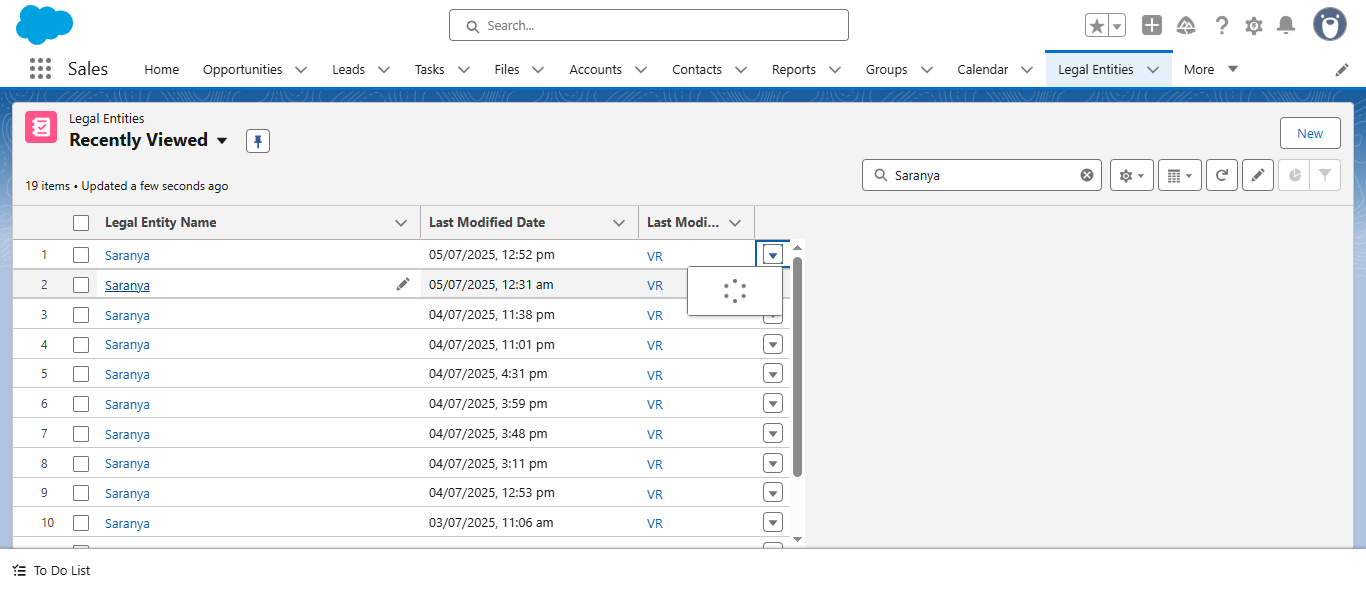 Search...
Sales Home Opportunities Leads Tasks Files Accounts Contacts Reports Groups Calendar Legal Entities More
Legal Entities
Recently Viewed
New
19 items • Updated a few seconds ago
Saranya
Legal Entity Name Last Modified Date Last Modi...
1 Saranya 05/07/2025, 12:52 pm VR
2 Saranya 05/07/2025, 12:31 am VR
3 Saranya 04/07/2025, 11:38 pm VR
4 Saranya 04/07/2025, 11:01 pm VR
5 Saranya 04/07/2025, 4:31 pm VR
6 Saranya 04/07/2025, 3:59 pm VR
7 Saranya 04/07/2025, 3:48 pm VR
8 Saranya 04/07/2025, 3:11 pm VR
9 Saranya 04/07/2025, 12:53 pm VR
10 Saranya 03/07/2025, 11:06 am VR
To Do List